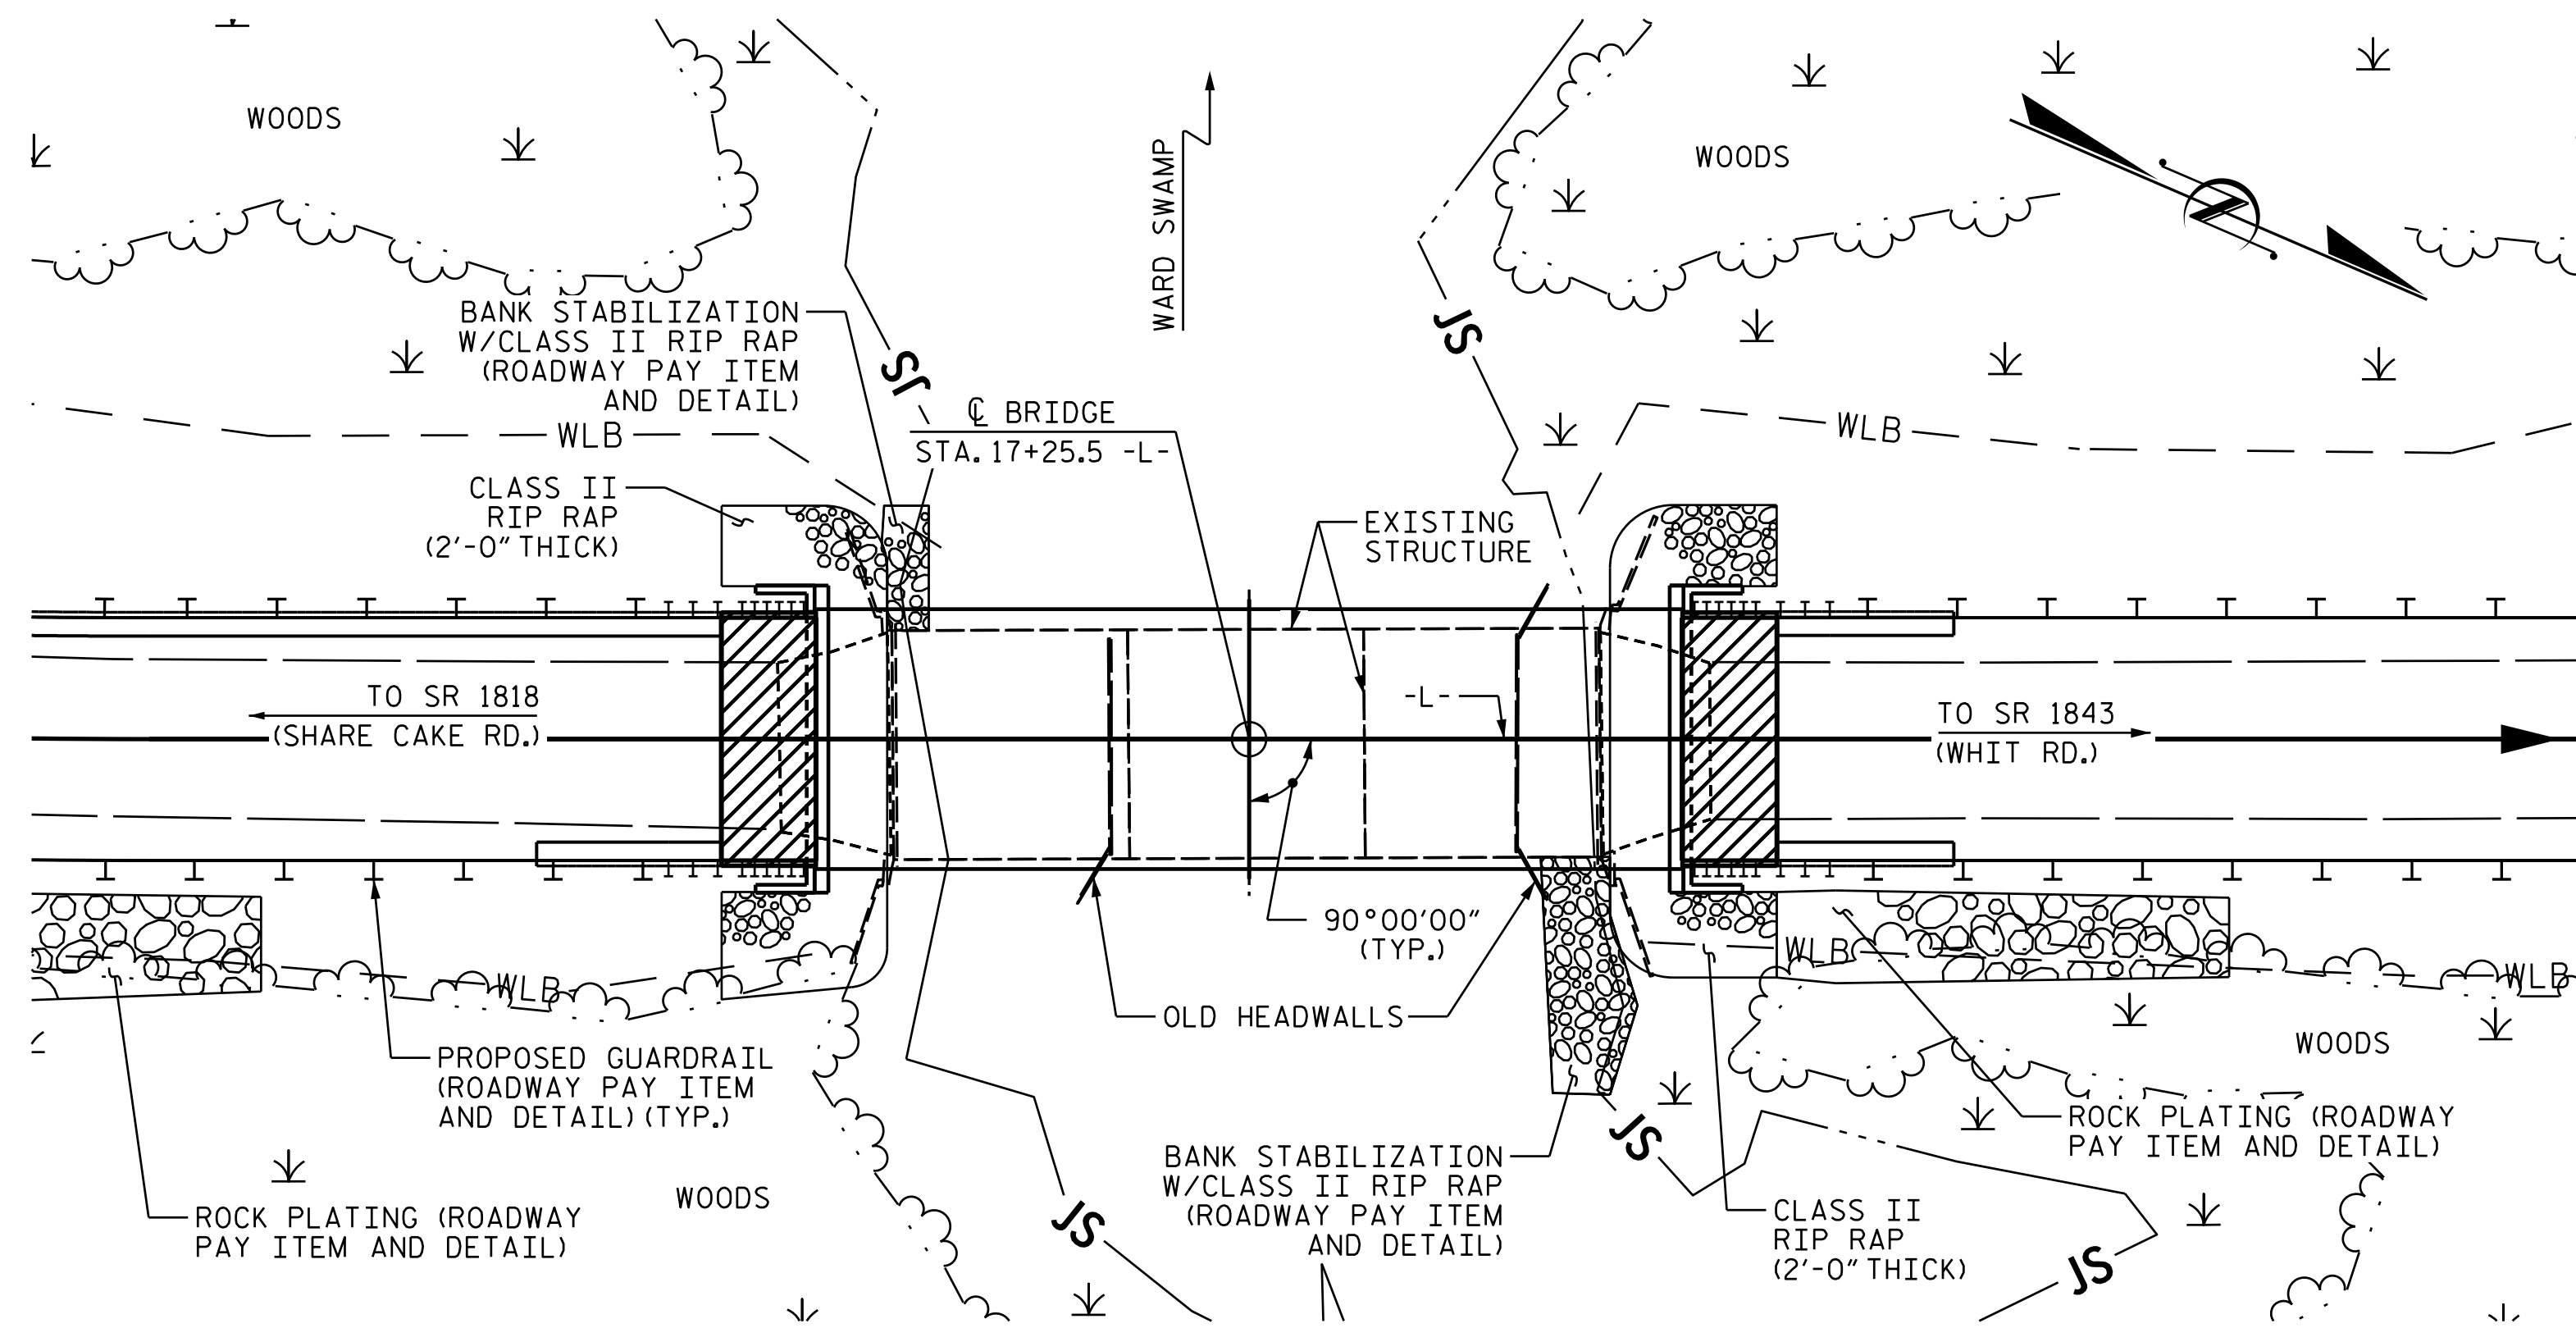 WOODS
WOODS
WARD SWAMP
BANK STABILIZATION
W/CLASS II RIP RAP
(ROADWAY PAY ITEM
AND DETAIL)
JS
JS
℄ BRIDGE
STA. 17+25.5 -L-
WLB
WLB
CLASS II
RIP RAP
(2'-0" THICK)
EXISTING
STRUCTURE
TO SR 1818
(SHARE CAKE RD.)
-L-
TO SR 1843
(WHIT RD.)
90°00'00"
(TYP.)
WLB
WLB
WLB
OLD HEADWALLS
WOODS
PROPOSED GUARDRAIL
(ROADWAY PAY ITEM
AND DETAIL) (TYP.)
ROCK PLATING (ROADWAY
PAY ITEM AND DETAIL)
JS
BANK STABILIZATION
W/CLASS II RIP RAP
(ROADWAY PAY ITEM
AND DETAIL)
WOODS
ROCK PLATING (ROADWAY
PAY ITEM AND DETAIL)
JS
CLASS II
RIP RAP
(2'-0" THICK)
JS
N